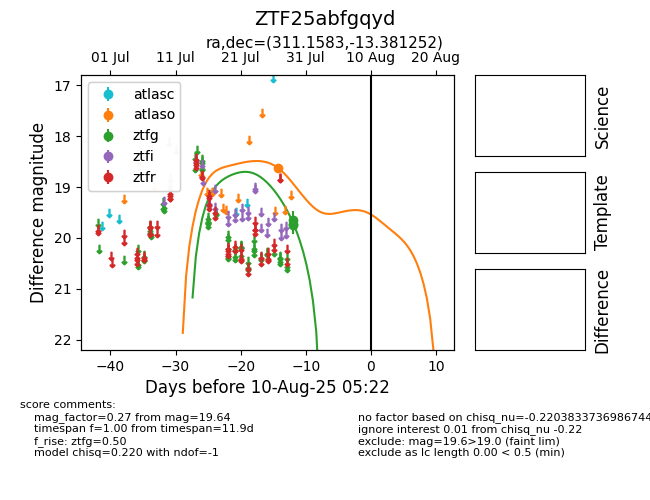 ZTF25abfgqyd
ra,dec=(311.1583,-13.381252)
01 Jul 11 Jul 21 Jul 31 Jul 10 Aug 20 Aug
17
18
19
20
21
22
Difference magnitude
atlasc
atlaso
ztfg
ztfi
ztfr
−40 −30 −20 −10 0 10
Days before 10-Aug-25 05:22
Science
Template
Difference
score comments:
mag_factor=0.27 from mag=19.64
timespan f=1.00 from timespan=11.9d
f_rise: ztfg=0.50
model chisq=0.220 with ndof=-1
no factor based on chisq_nu=-0.2203833736986744
ignore interest 0.01 from chisq_nu -0.22
exclude: mag=19.6>19.0 (faint lim)
exclude as lc length 0.00 < 0.5 (min)